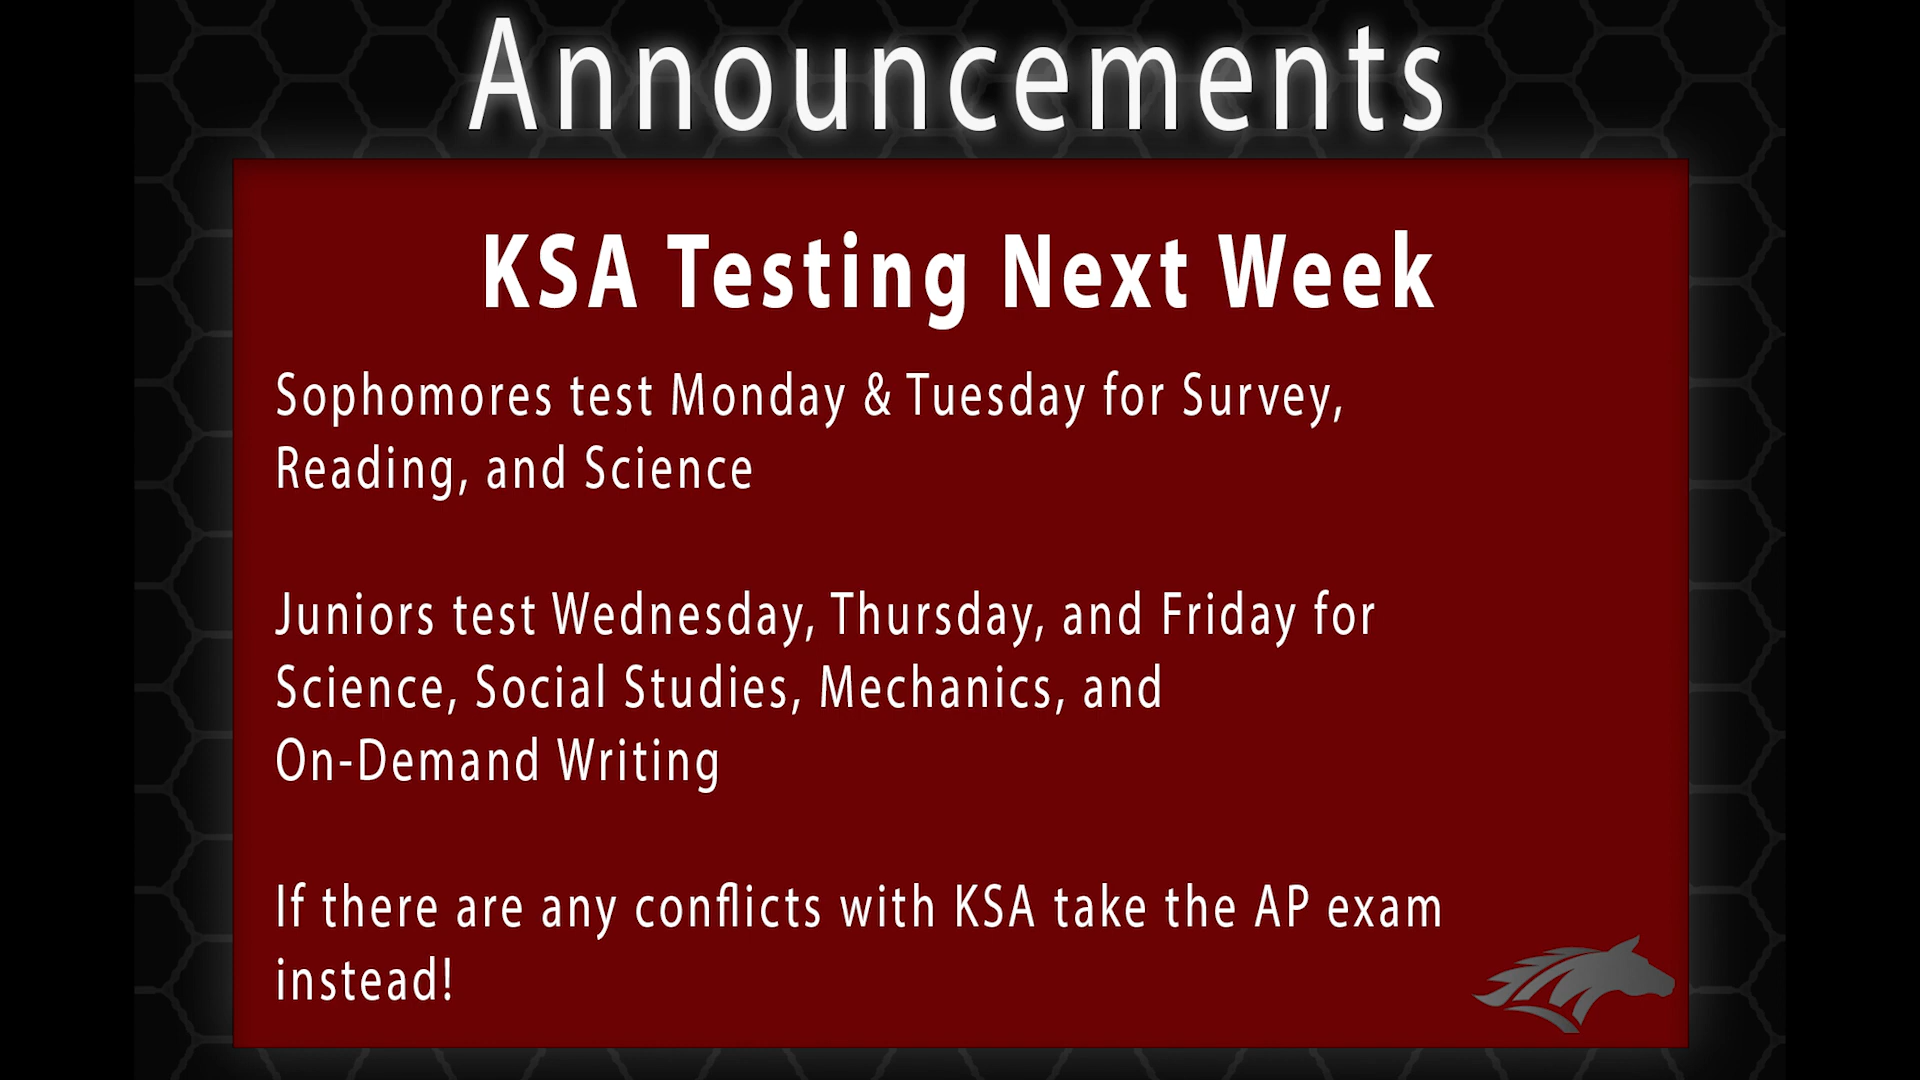 Announcements
KSA Testing Next Week
Sophomores test Monday & Tuesday for Survey,
Reading, and Science
Juniors test Wednesday, Thursday, and Friday for
Science, Social Studies, Mechanics, and
On-Demand Writing
If there are any conflicts with KSA take the AP exam
instead!